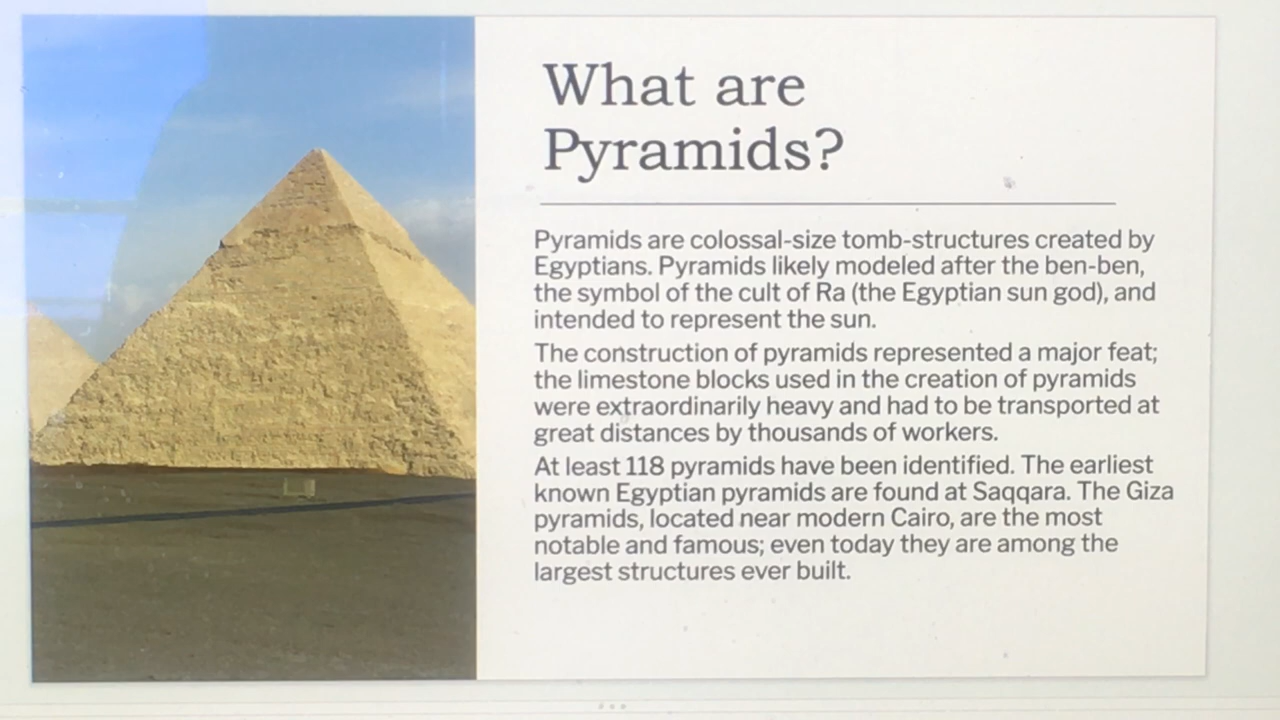 What are
Pyramids?
Pyramids are colossal-size tomb-structures created by
Egyptians. Pyramids likely modeled after the ben-ben,
the symbol of the cult of Ra (the Egyptian sun god), and
intended to represent the sun.
The construction of pyramids represented a major feat;
the limestone blocks used in the creation of pyramids
were extraordinarily heavy and had to be transported at
great distances by thousands of workers.
At least 118 pyramids have been identified. The earliest
known Egyptian pyramids are found at Saqqara. The Giza
pyramids, located near modern Cairo, are the most
notable and famous; even today they are among the
largest structures ever built.